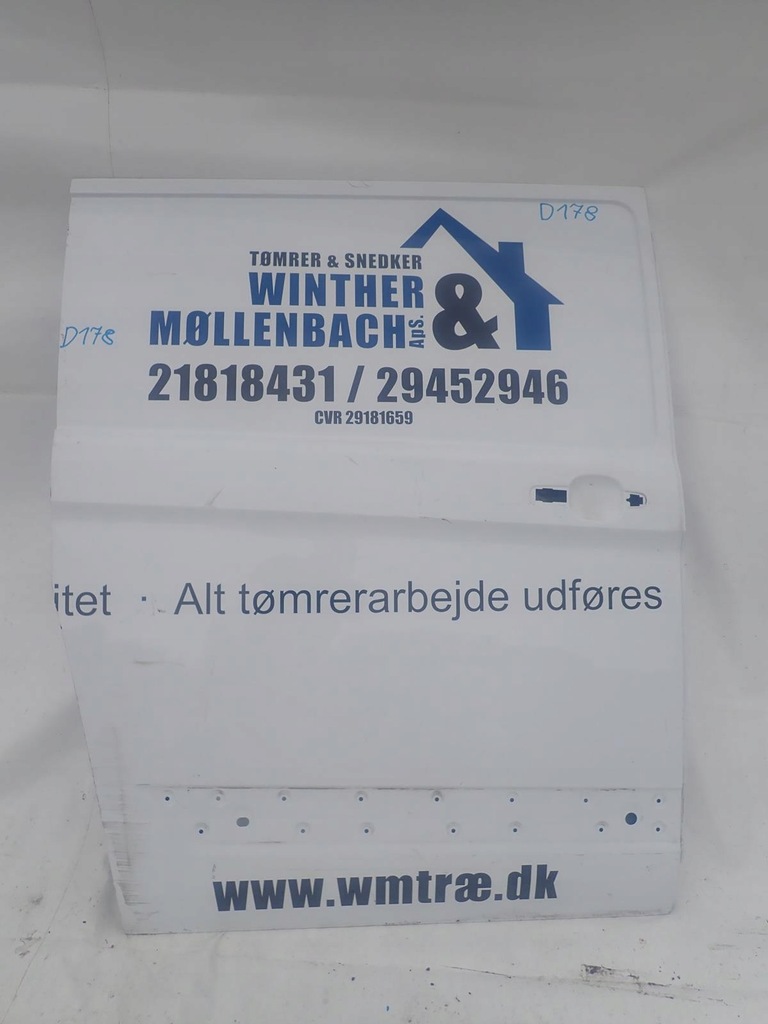 D178
TØMRER & SNEDKER
WINTHER &
D178
MØLLENBACH ApS.
21818431 / 29452946
CVR 29181659
itet · Alt tømrerarbejde udføres
www.wmtræ.dk